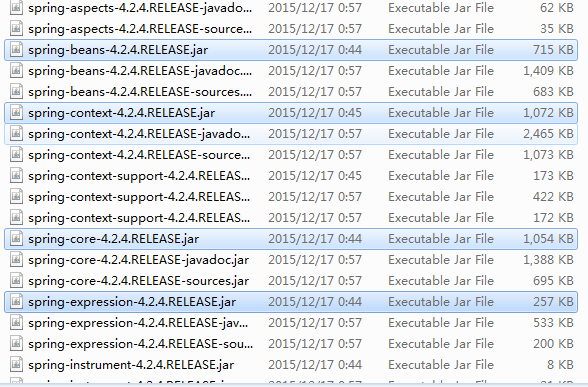 spring-aspects-4.2.4.RELEASE-javado... 2015/12/17 0:57 Executable Jar File 62 KB
spring-aspects-4.2.4.RELEASE-source... 2015/12/17 0:57 Executable Jar File 35 KB
spring-beans-4.2.4.RELEASE.jar 2015/12/17 0:44 Executable Jar File 715 KB
spring-beans-4.2.4.RELEASE-javadoc.... 2015/12/17 0:57 Executable Jar File 1,409 KB
spring-beans-4.2.4.RELEASE-sources.... 2015/12/17 0:57 Executable Jar File 683 KB
spring-context-4.2.4.RELEASE.jar 2015/12/17 0:45 Executable Jar File 1,072 KB
spring-context-4.2.4.RELEASE-javado... 2015/12/17 0:57 Executable Jar File 2,465 KB
spring-context-4.2.4.RELEASE-source... 2015/12/17 0:57 Executable Jar File 1,073 KB
spring-context-support-4.2.4.RELEAS... 2015/12/17 0:45 Executable Jar File 173 KB
spring-context-support-4.2.4.RELEAS... 2015/12/17 0:57 Executable Jar File 422 KB
spring-context-support-4.2.4.RELEAS... 2015/12/17 0:57 Executable Jar File 172 KB
spring-core-4.2.4.RELEASE.jar 2015/12/17 0:44 Executable Jar File 1,054 KB
spring-core-4.2.4.RELEASE-javadoc.jar 2015/12/17 0:57 Executable Jar File 1,388 KB
spring-core-4.2.4.RELEASE-sources.jar 2015/12/17 0:57 Executable Jar File 695 KB
spring-expression-4.2.4.RELEASE.jar 2015/12/17 0:44 Executable Jar File 257 KB
spring-expression-4.2.4.RELEASE-jav... 2015/12/17 0:57 Executable Jar File 533 KB
spring-expression-4.2.4.RELEASE-sou... 2015/12/17 0:57 Executable Jar File 200 KB
spring-instrument-4.2.4.RELEASE.jar 2015/12/17 0:44 Executable Jar File 8 KB